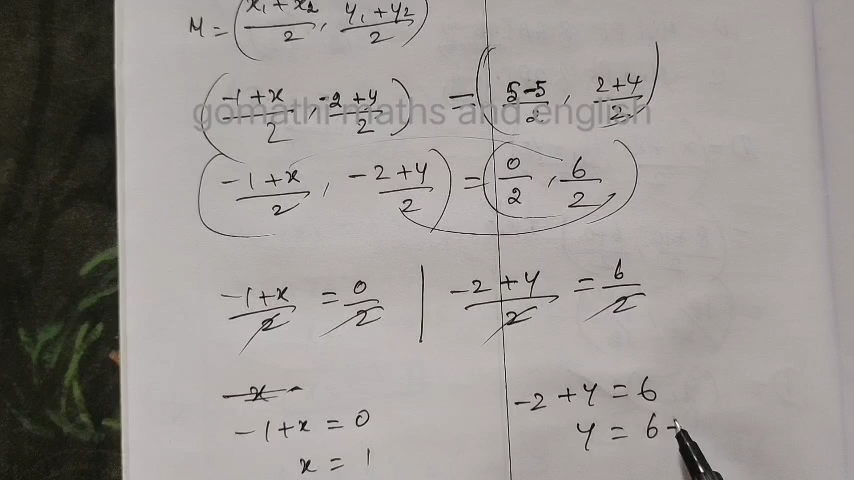 M = (x₁ + x₂/2, y₁ + y₂/2)
(-1 + x/2, -2 + y/2) = (5-5/2, 2+4/2)
gomathi maths and english
(-1 + x/2, -2 + y/2) = (0/2, 6/2)
-1 + x/2 = 0/2 | -2 + y/2 = 6/2
-2 + y = 6
-1 + x = 0
y = 6 -
x = 1